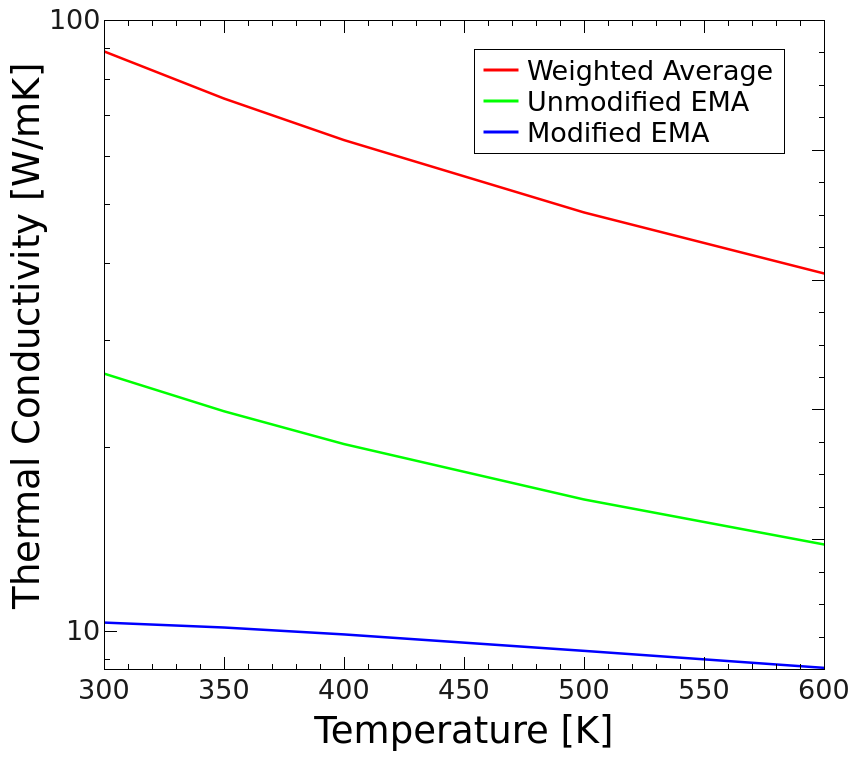 100
Thermal Conductivity [W/mK]
Weighted Average
Unmodified EMA
Modified EMA
10
300 350 400 450 500 550 600
Temperature [K]